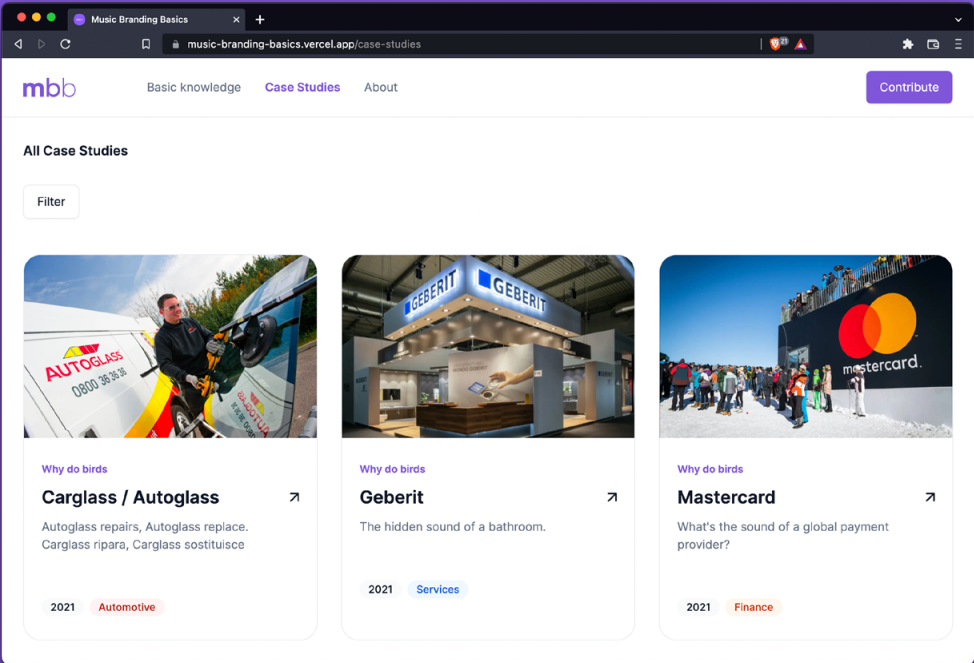 Music Branding Basics
music-branding-basics.vercel.app/case-studies
21
mbb
Basic knowledge
Case Studies
About
Contribute
All Case Studies
Filter
AUTOGLASS
0800 36 36 36
GEBERIT
GEBERIT
mastercard.
Why do birds
Carglass / Autoglass
Autoglass repairs, Autoglass replace.
Carglass ripara, Carglass sostituisce
2021
Automotive
Why do birds
Geberit
The hidden sound of a bathroom.
2021
Services
Why do birds
Mastercard
What's the sound of a global payment
provider?
2021
Finance